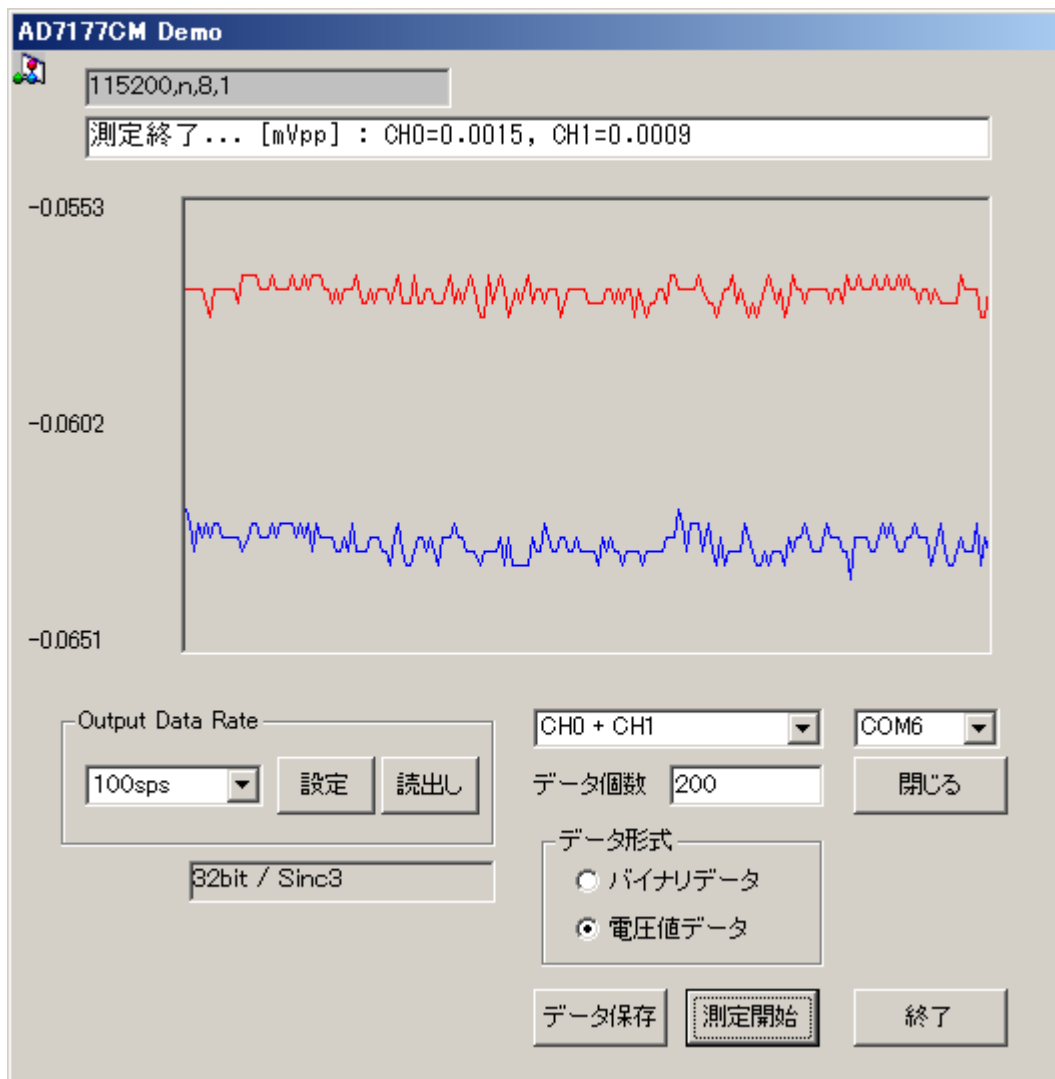 AD7177CM Demo
115200,n,8,1
測定終了... [mVpp] : CH0=0.0015, CH1=0.0009
-0.0553
-0.0602
-0.0651
Output Data Rate
100sps
設定
読出し
32bit / Sinc3
CH0 + CH1
COM6
データ個数
200
閉じる
データ形式
バイナリデータ
電圧値データ
データ保存
測定開始
終了